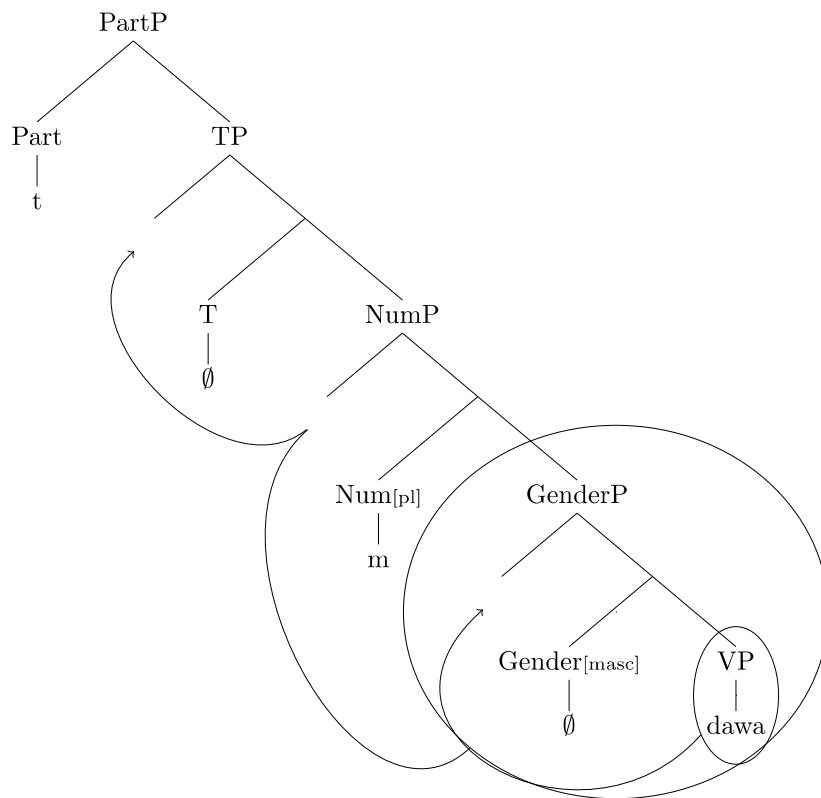 PartP
Part TP
t
T NumP
∅
Num[pl] GenderP
m
Gender[masc] VP
∅ dawa